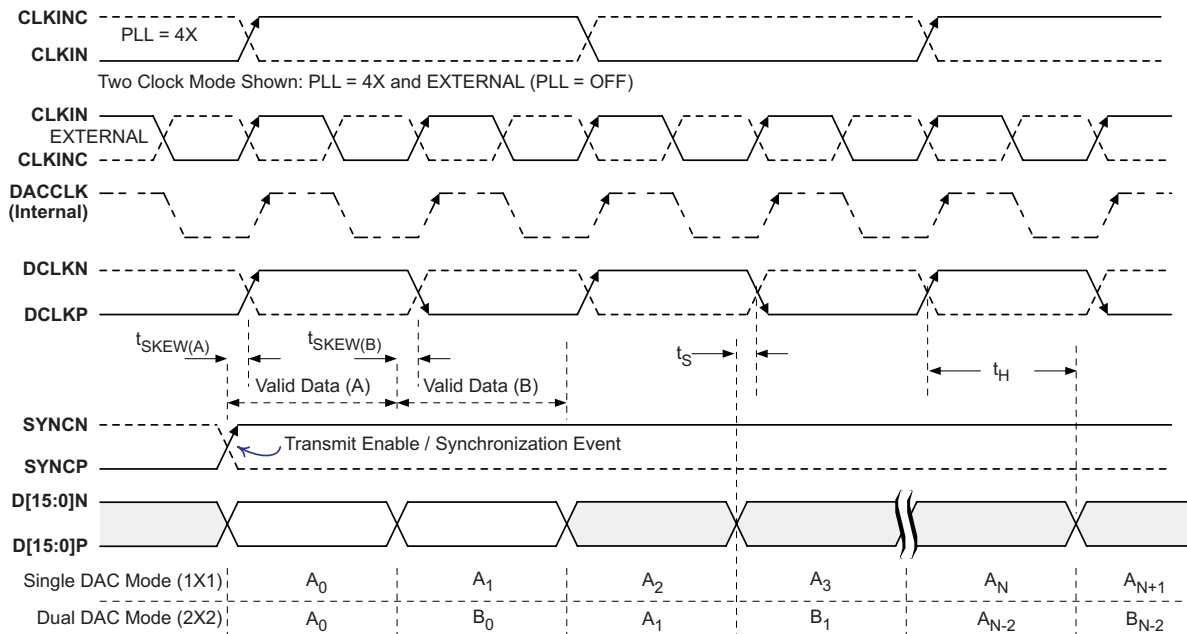 CLKINC
PLL = 4X
CLKIN
Two Clock Mode Shown: PLL = 4X and EXTERNAL (PLL = OFF)
CLKIN
EXTERNAL
CLKINC
DACCLK
(Internal)
DCLKN
DCLKP
tSKEW(A) tSKEW(B) tS tH
Valid Data (A) Valid Data (B)
SYNCN
Transmit Enable / Synchronization Event
SYNCP
D[15:0]N
D[15:0]P
Single DAC Mode (1X1) A0 A1 A2 A3 AN AN+1
Dual DAC Mode (2X2) A0 B0 A1 B1 AN-2 BN-2